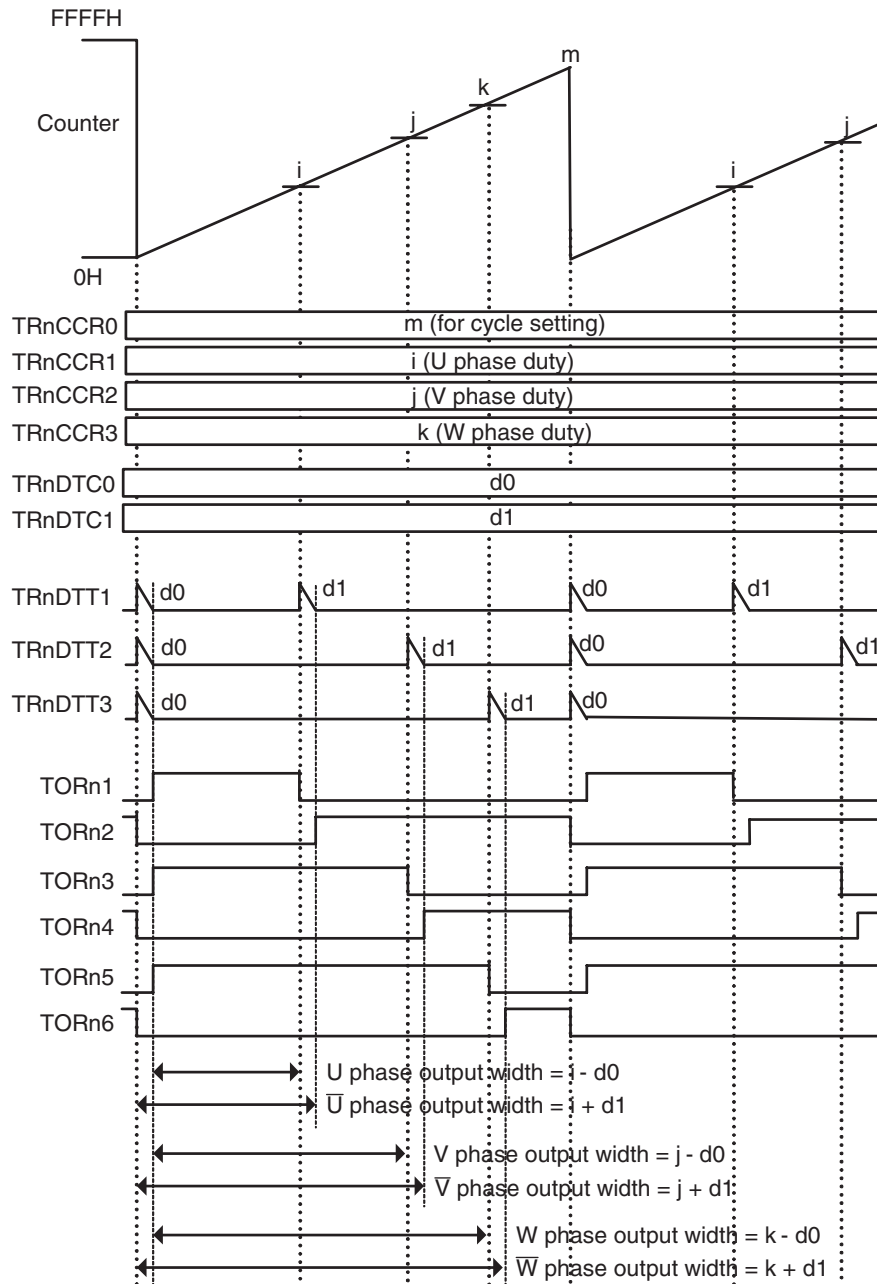 FFFFH
m
k
Counter
j
j
i
i
0H
TRnCCR0 m (for cycle setting)
TRnCCR1 i (U phase duty)
TRnCCR2 j (V phase duty)
TRnCCR3 k (W phase duty)
TRnDTC0 d0
TRnDTC1 d1
TRnDTT1 d0 d1 d0 d1
TRnDTT2 d0 d1 d0 d1
TRnDTT3 d0 d1 d0
TORn1
TORn2
TORn3
TORn4
TORn5
TORn6
U phase output width = i - d0
U̅ phase output width = i + d1
V phase output width = j - d0
V̅ phase output width = j + d1
W phase output width = k - d0
W̅ phase output width = k + d1